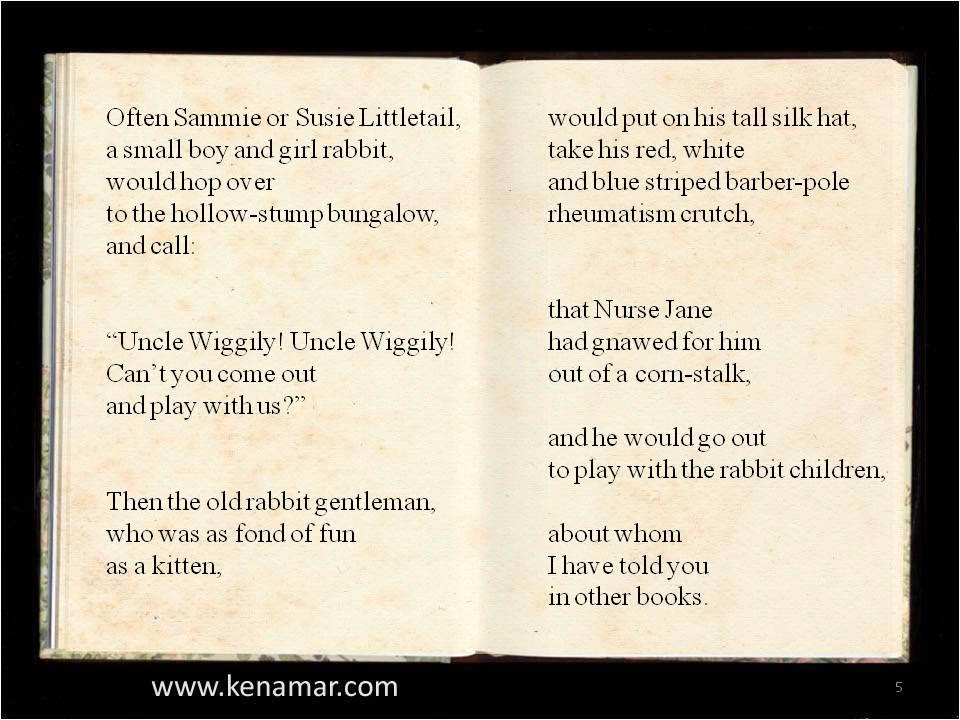 Often Sammie or Susie Littletail,
a small boy and girl rabbit,
would hop over
to the hollow-stump bungalow,
and call:
“Uncle Wiggily! Uncle Wiggily!
Can’t you come out
and play with us?”
Then the old rabbit gentleman,
who was as fond of fun
as a kitten,
would put on his tall silk hat,
take his red, white
and blue striped barber-pole
rheumatism crutch,
that Nurse Jane
had gnawed for him
out of a corn-stalk,
and he would go out
to play with the rabbit children,
about whom
I have told you
in other books.
www.kenamar.com
5